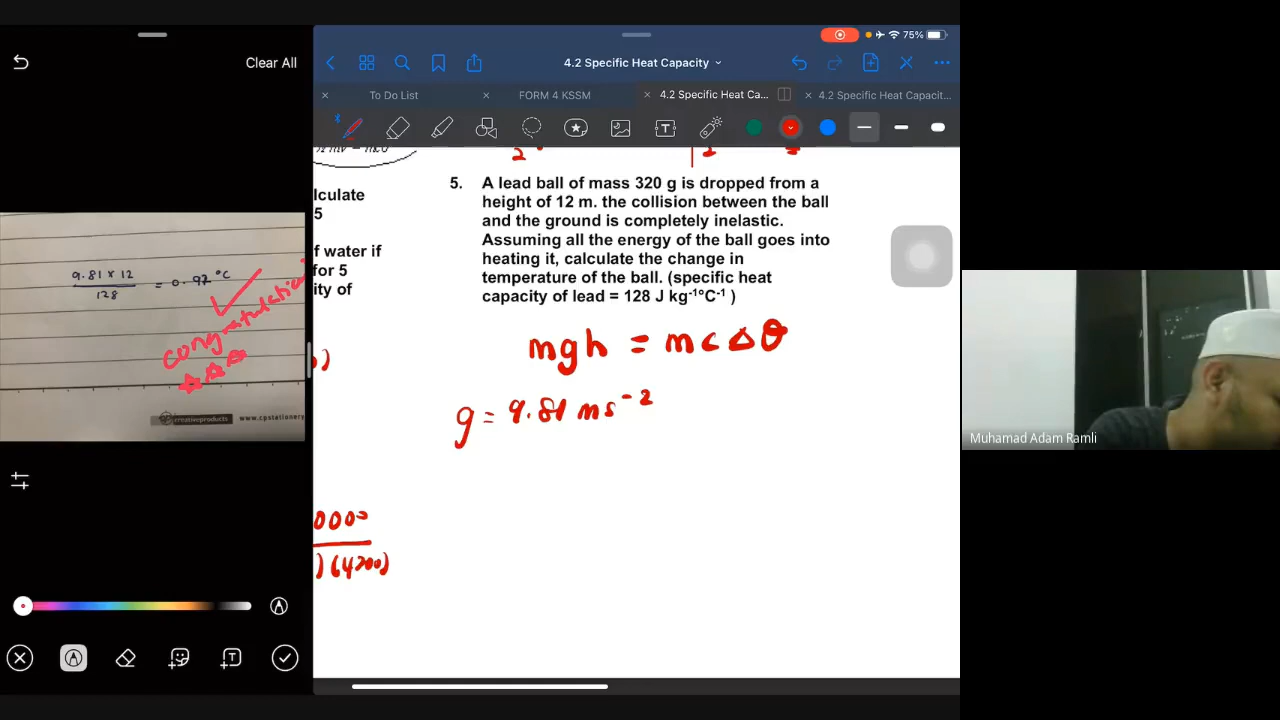 75%
Clear All
4.2 Specific Heat Capacity
To Do List
FORM 4 KSSM
4.2 Specific Heat Ca...
4.2 Specific Heat Capacit...
T
2
2
lculate
5
f water if
for 5
ity of
9.81 x 12
128
= 0.92 °C
congratulation
creativeproducts
www.cpstationery
5. A lead ball of mass 320 g is dropped from a
height of 12 m. the collision between the ball
and the ground is completely inelastic.
Assuming all the energy of the ball goes into
heating it, calculate the change in
temperature of the ball. (specific heat
capacity of lead = 128 J kg⁻¹°C⁻¹ )
mgh = mcΔθ
g = 9.81 ms⁻²
)
0000
) (4200)
T
Muhamad Adam Ramli